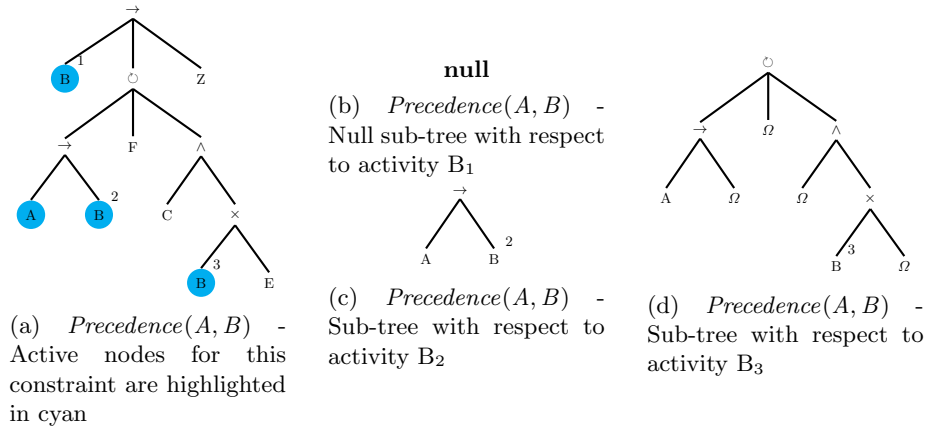 →
B 1
↻
Z
→
F
∧
A
B 2
C
×
B 3
E
(a) Precedence(A, B) -
Active nodes for this
constraint are highlighted
in cyan
null
(b) Precedence(A, B) -
Null sub-tree with respect
to activity B₁
→
A
B 2
(c) Precedence(A, B) -
Sub-tree with respect to
activity B₂
↻
→
Ω
∧
A
Ω
Ω
×
B 3
Ω
(d) Precedence(A, B) -
Sub-tree with respect to
activity B₃